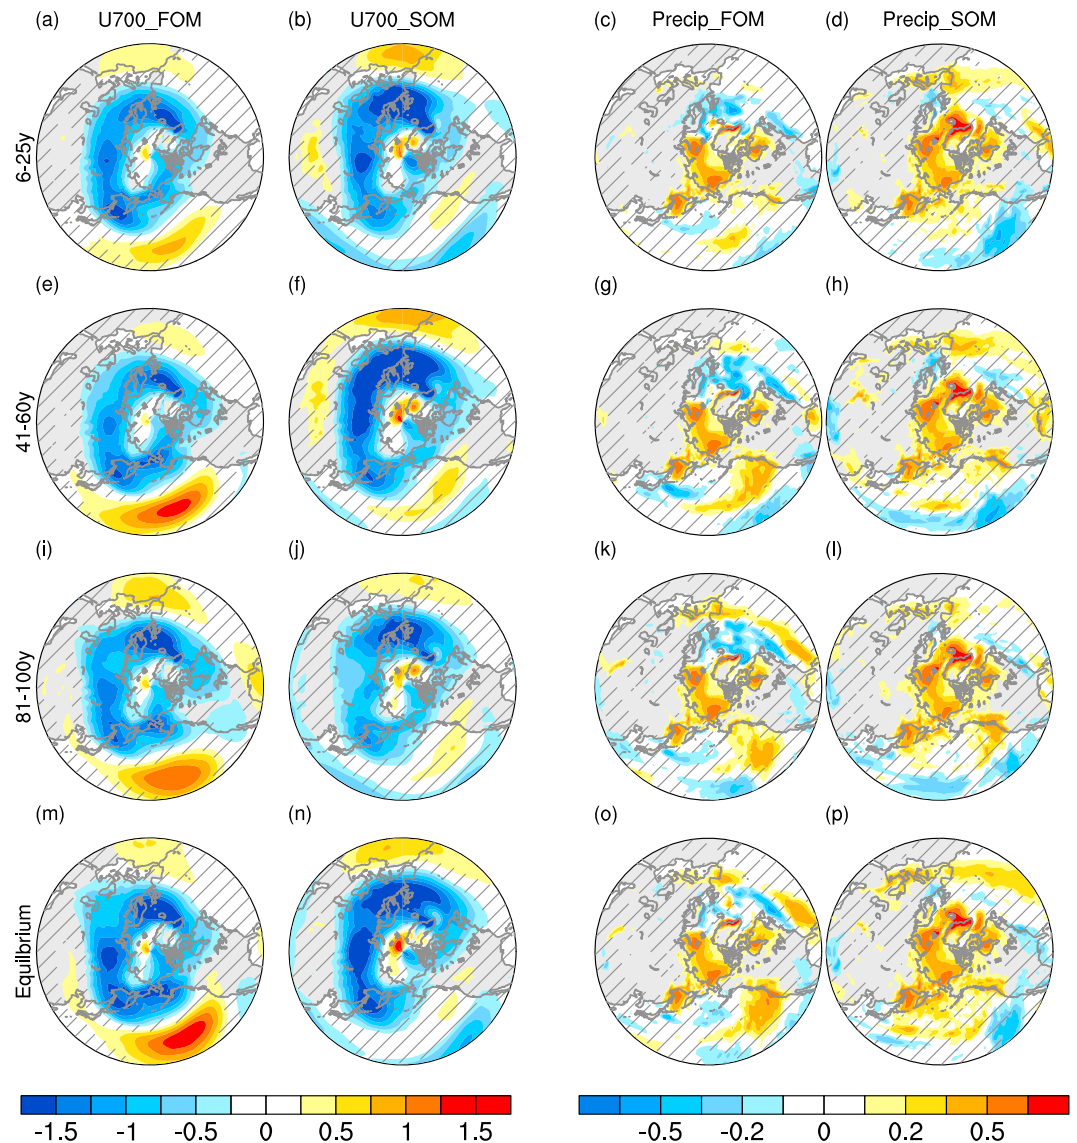 (a) U700_FOM (b) U700_SOM (c) Precip_FOM (d) Precip_SOM
6-25y
(e) (f) (g) (h)
41-60y
(i) (j) (k) (l)
81-100y
(m) (n) (o) (p)
Equilbrium
-1.5 -1 -0.5 0 0.5 1 1.5
-0.5 -0.2 0 0.2 0.5